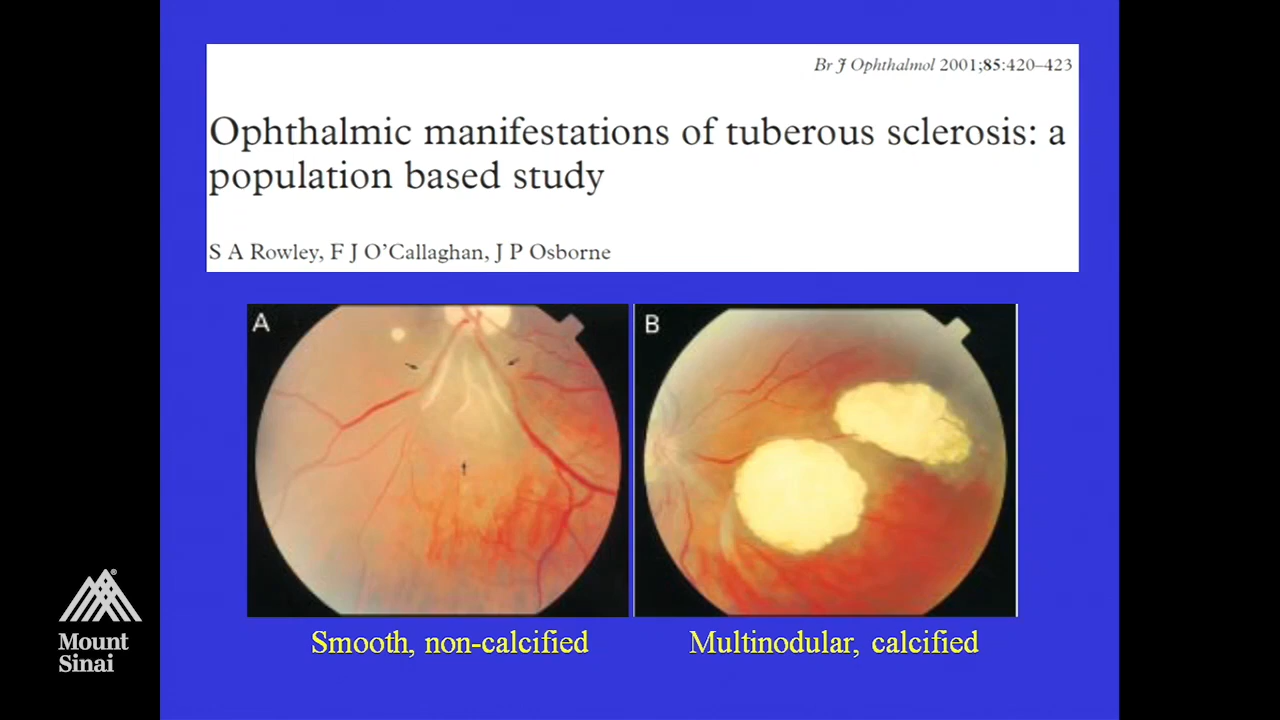 Br J Ophthalmol 2001;85:420–423
Ophthalmic manifestations of tuberous sclerosis: a
population based study
S A Rowley, F J O’Callaghan, J P Osborne
A
B
Smooth, non-calcified
Multinodular, calcified
Mount
Sinai